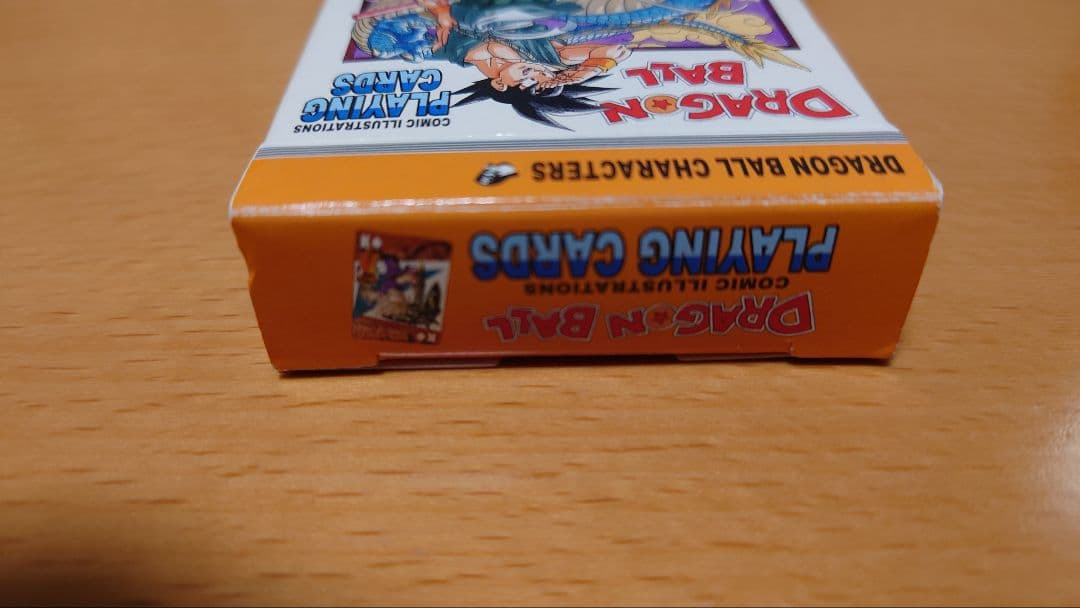 DRAGON
BALL
COMIC ILLUSTRATIONS
PLAYING
CARDS
DRAGON BALL CHARACTERS
DRAGON BALL
COMIC ILLUSTRATIONS
PLAYING CARDS
K
K